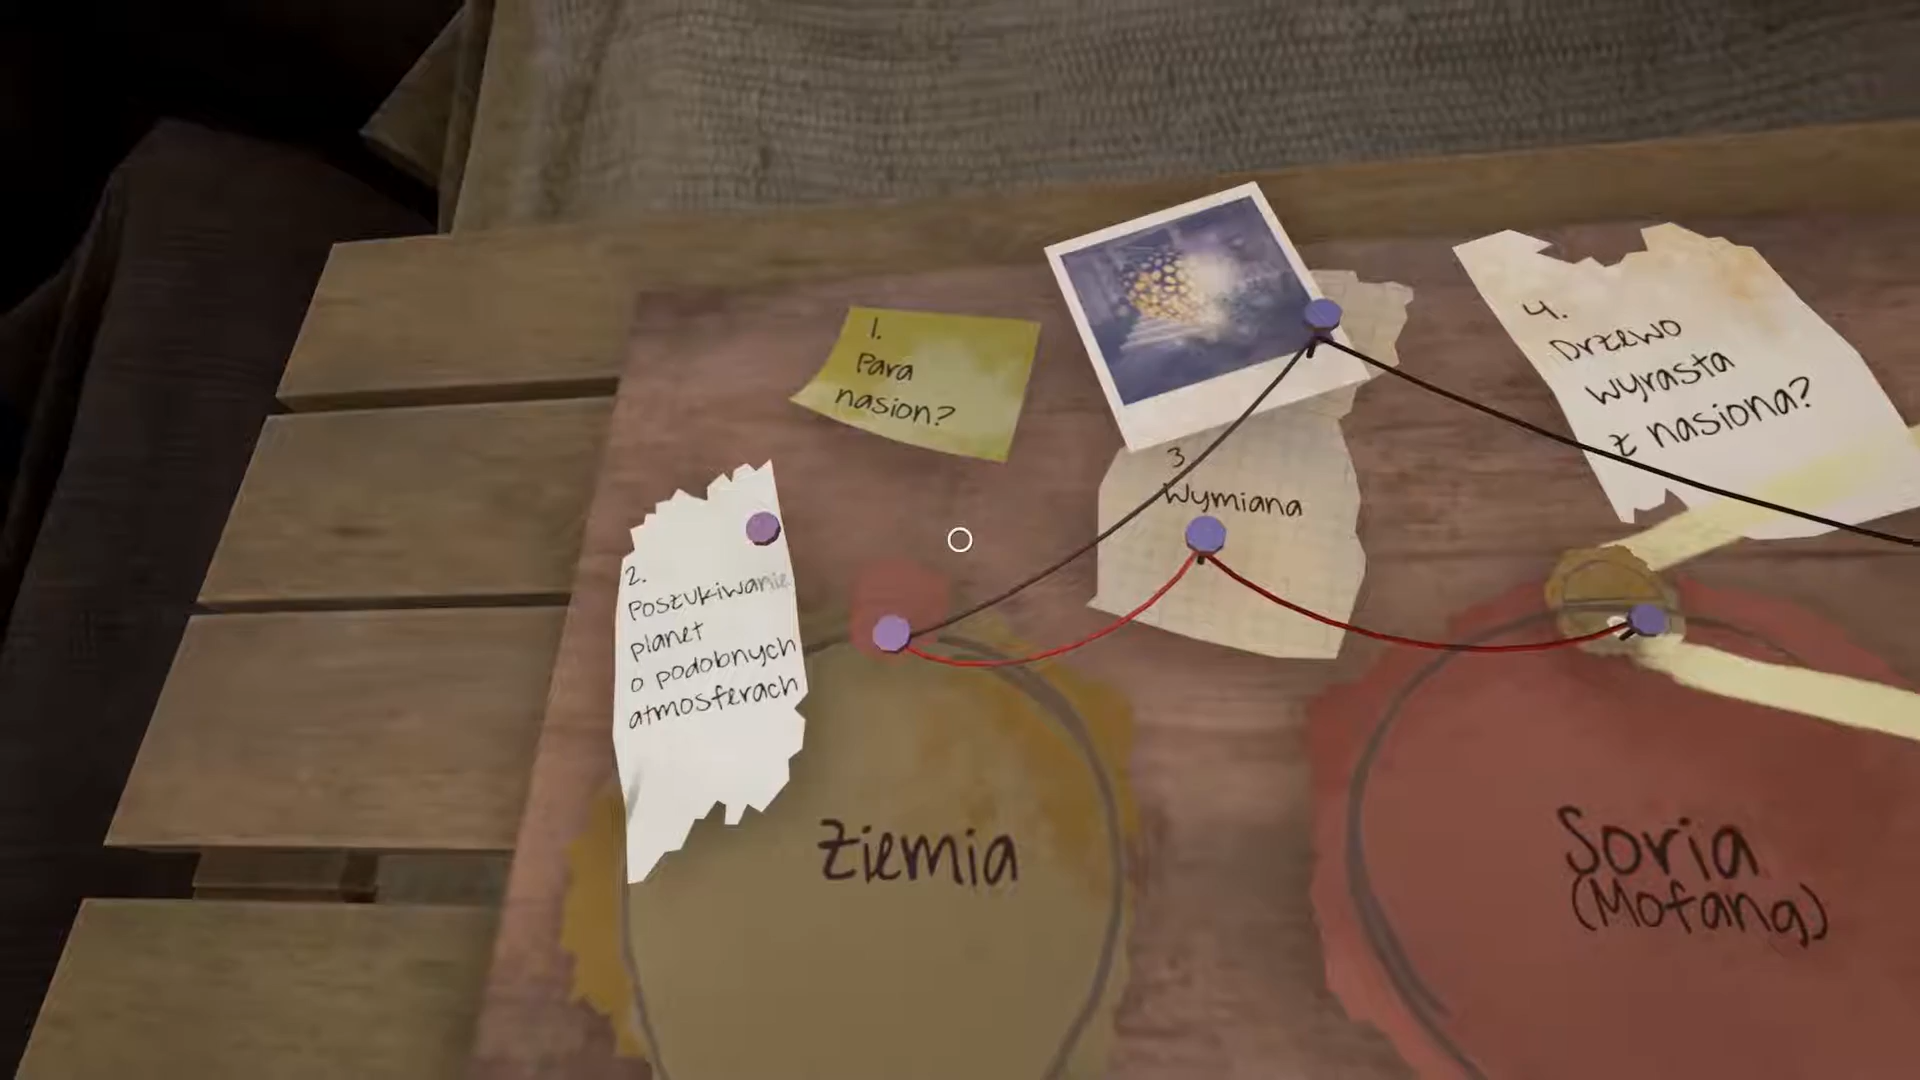 1.
Para
nasion?
2.
Poszukiwanie
planet
o podobnych
atmosferach
3
Wymiana
4.
Drzewo
wyrasta
z nasiona?
Ziemia
Soria
(Mofang)